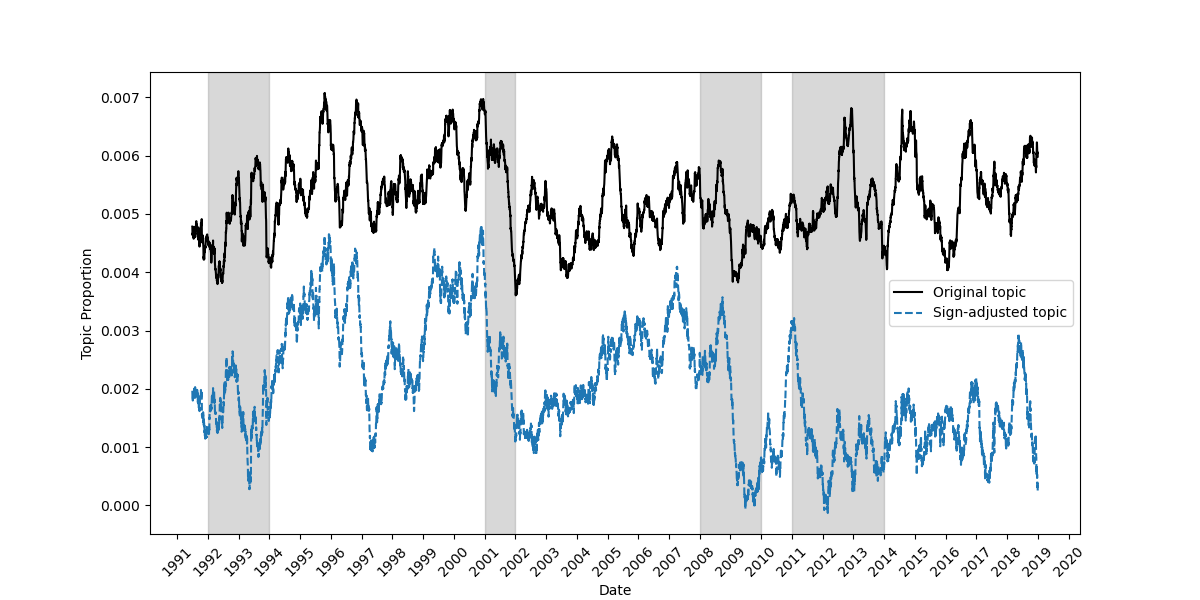 Topic Proportion
0.007
0.006
0.005
0.004
0.003
0.002
0.001
0.000
Original topic
Sign-adjusted topic
1991 1992 1993 1994 1995 1996 1997 1998 1999 2000 2001 2002 2003 2004 2005 2006 2007 2008 2009 2010 2011 2012 2013 2014 2015 2016 2017 2018 2019 2020
Date